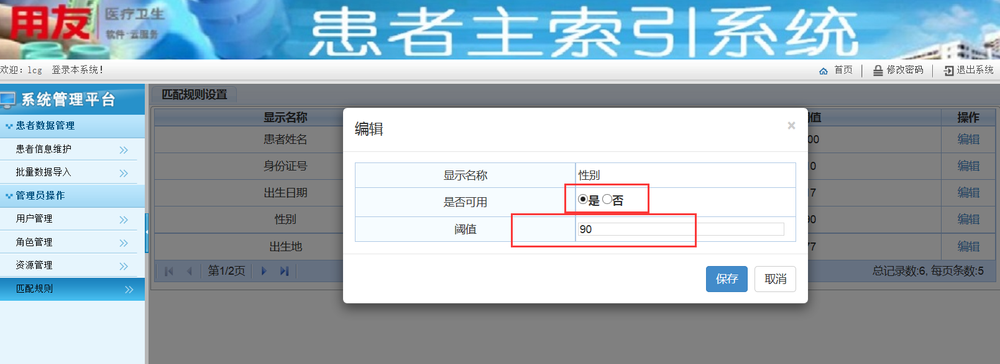 用友 医疗卫生
软件·云服务
患者主索引系统
欢迎：lcg 登录本系统！
首页 修改密码 退出系统
系统管理平台
患者数据管理
患者信息维护
批量数据导入
管理员操作
用户管理
角色管理
资源管理
匹配规则
匹配规则设置
显示名称 值 操作
患者姓名 00 编辑
身份证号 0 编辑
出生日期 7 编辑
性别 90 编辑
出生地 77 编辑
第1/2页 总记录数:6, 每页条数:5
编辑 ×
显示名称 性别
是否可用 是 否
阈值 90
保存 取消